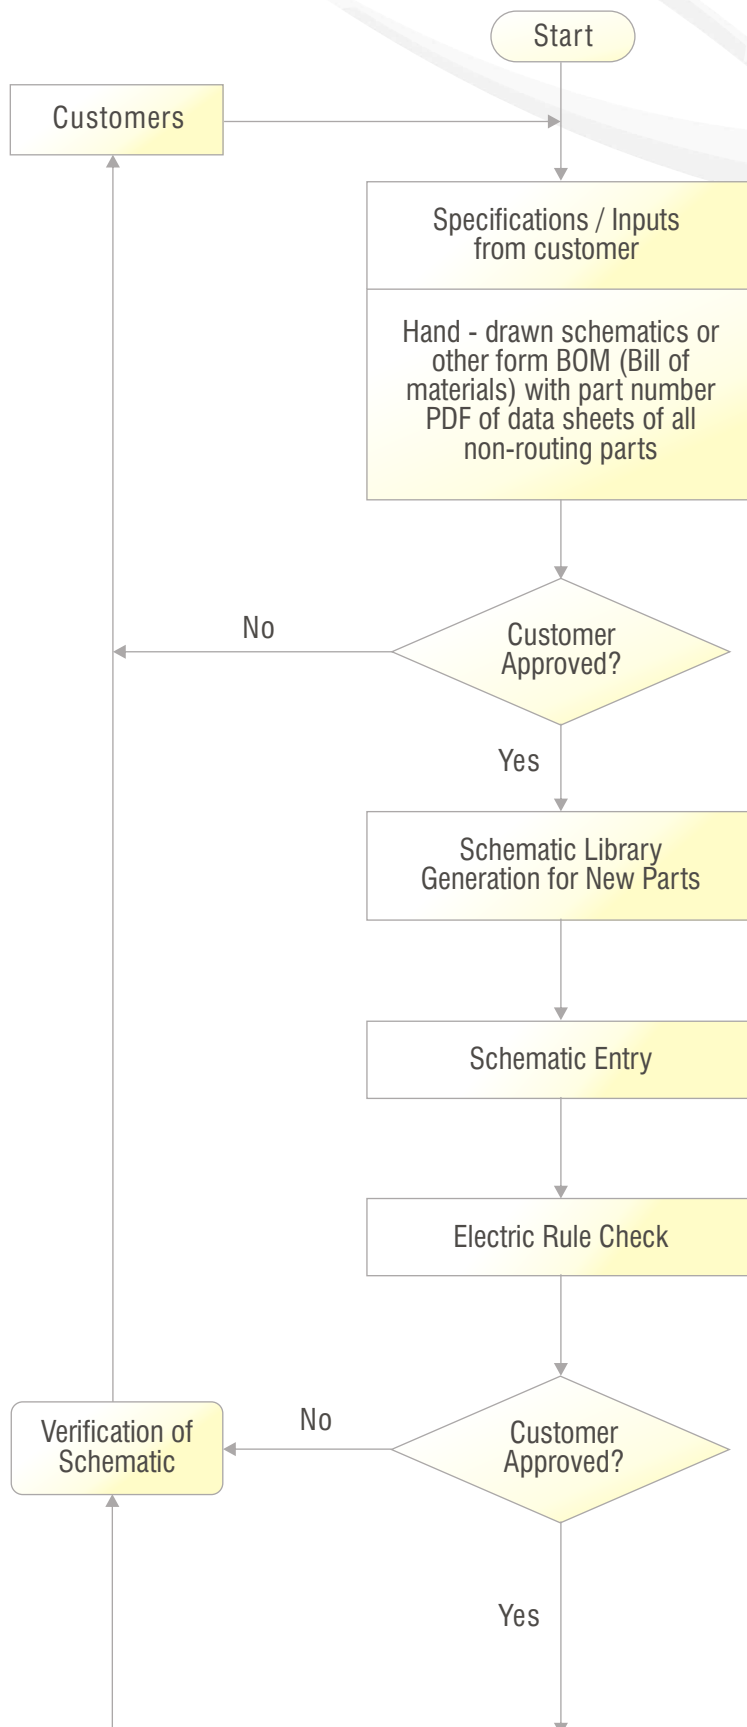 Start
Customers
Specifications / Inputs
from customer
Hand - drawn schematics or
other form BOM (Bill of
materials) with part number
PDF of data sheets of all
non-routing parts
Customer
Approved?
No
Yes
Schematic Library
Generation for New Parts
Schematic Entry
Electric Rule Check
Customer
Approved?
No
Verification of
Schematic
Yes